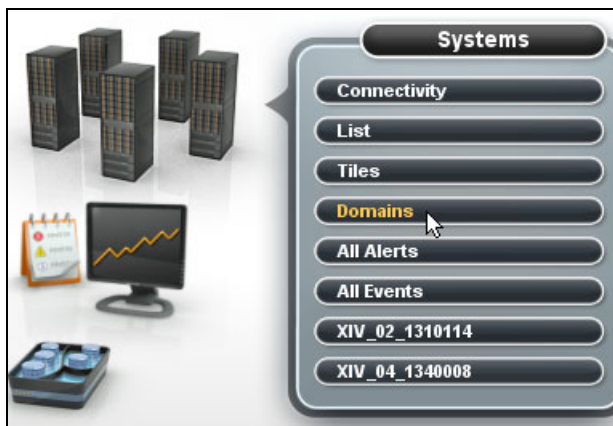 Systems
Connectivity
List
Tiles
Domains
All Alerts
All Events
XIV_02_1310114
XIV_04_1340008